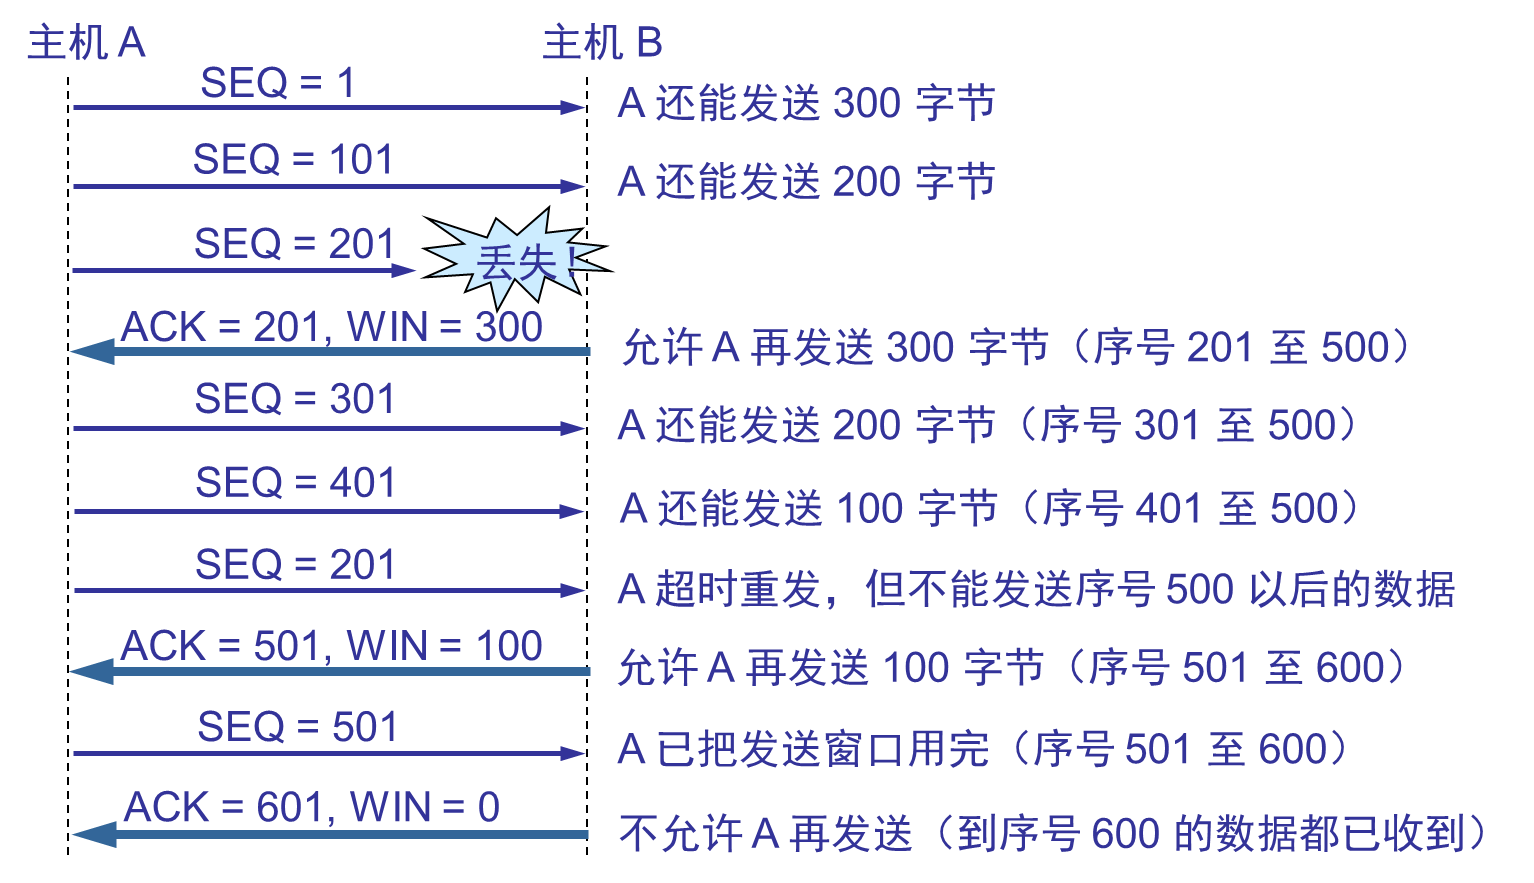 主机 A 主机 B
SEQ = 1
A 还能发送 300 字节
SEQ = 101
A 还能发送 200 字节
SEQ = 201
丢失!
ACK = 201, WIN = 300
允许 A 再发送 300 字节（序号 201 至 500）
SEQ = 301
A 还能发送 200 字节（序号 301 至 500）
SEQ = 401
A 还能发送 100 字节（序号 401 至 500）
SEQ = 201
A 超时重发，但不能发送序号 500 以后的数据
ACK = 501, WIN = 100
允许 A 再发送 100 字节（序号 501 至 600）
SEQ = 501
A 已把发送窗口用完（序号 501 至 600）
ACK = 601, WIN = 0
不允许 A 再发送（到序号 600 的数据都已收到）